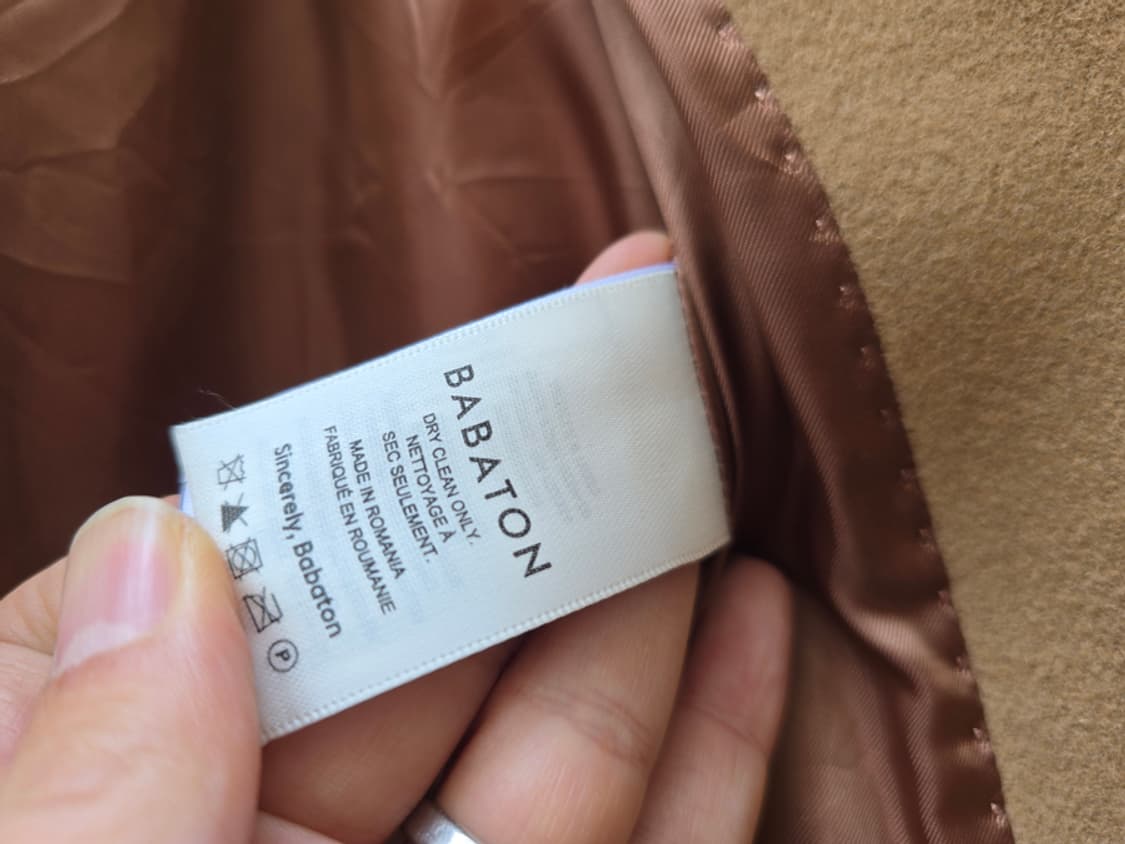 BABATON
DRY CLEAN ONLY.
NETTOYAGE À
SEC SEULEMENT.
MADE IN ROMANIA
FABRIQUÉ EN ROUMANIE
Sincerely, Babaton
P